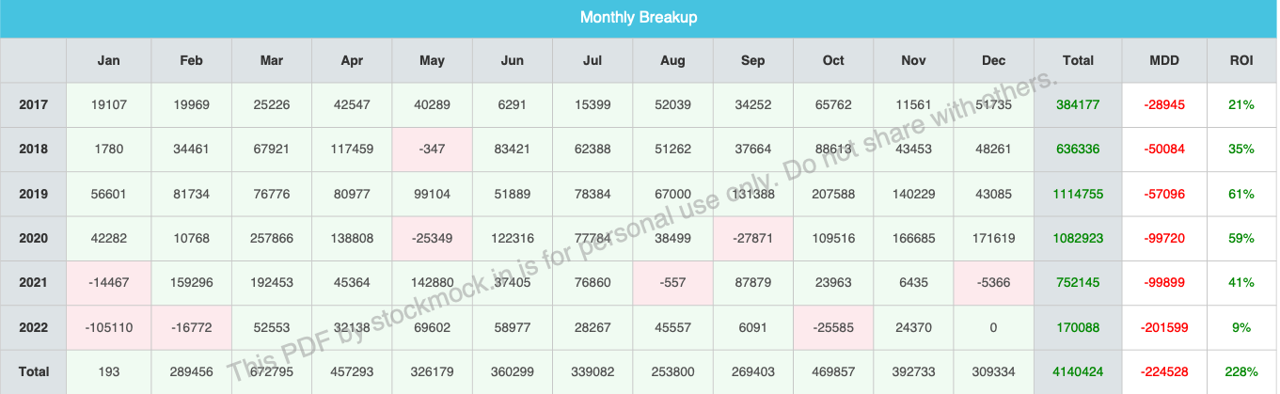 Monthly Breakup
Jan Feb Mar Apr May Jun Jul Aug Sep Oct Nov Dec Total MDD ROI
2017 19107 19969 25226 42547 40289 6291 15399 52039 34252 65762 11561 51735 384177 -28945 21%
2018 1780 34461 67921 117459 -347 83421 62388 51262 37664 88613 43453 48261 636336 -50084 35%
2019 56601 81734 76776 80977 99104 51889 78384 67000 131388 207588 140229 43085 1114755 -57096 61%
2020 42282 10768 257866 138808 -25349 122316 77784 38499 -27871 109516 166685 171619 1082923 -99720 59%
2021 -14467 159296 192453 45364 142880 37405 76860 -557 87879 23963 6435 -5366 752145 -99899 41%
2022 -105110 -16772 52553 32138 69602 58977 28267 45557 6091 -25585 24370 0 170088 -201599 9%
Total 193 289456 672795 457293 326179 360299 339082 253800 269403 469857 392733 309334 4140424 -224528 228%
This PDF by stockmock.in is for personal use only. Do not share with others.